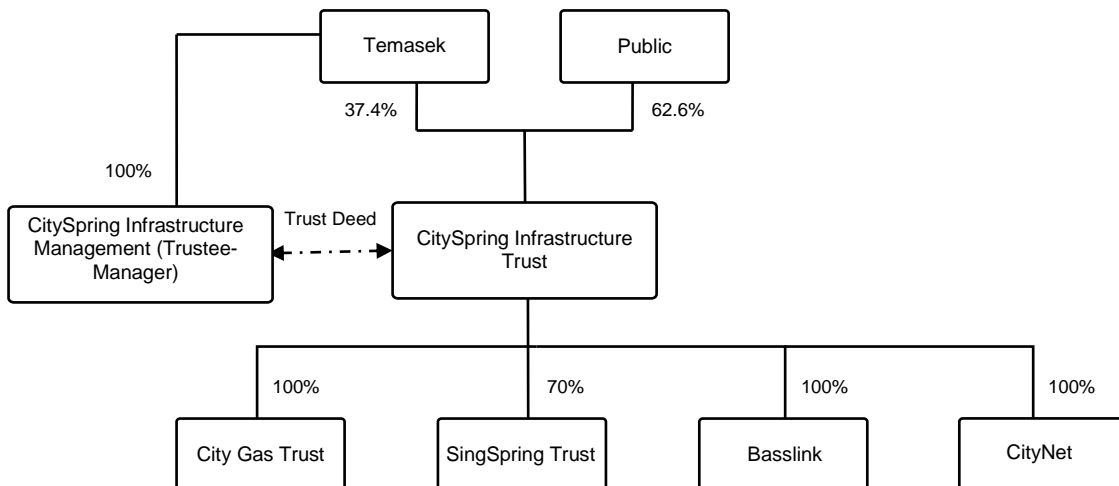 Temasek
Public
37.4%
62.6%
100%
CitySpring Infrastructure
Management (Trustee-
Manager)
Trust Deed
CitySpring Infrastructure
Trust
100%
70%
100%
100%
City Gas Trust
SingSpring Trust
Basslink
CityNet